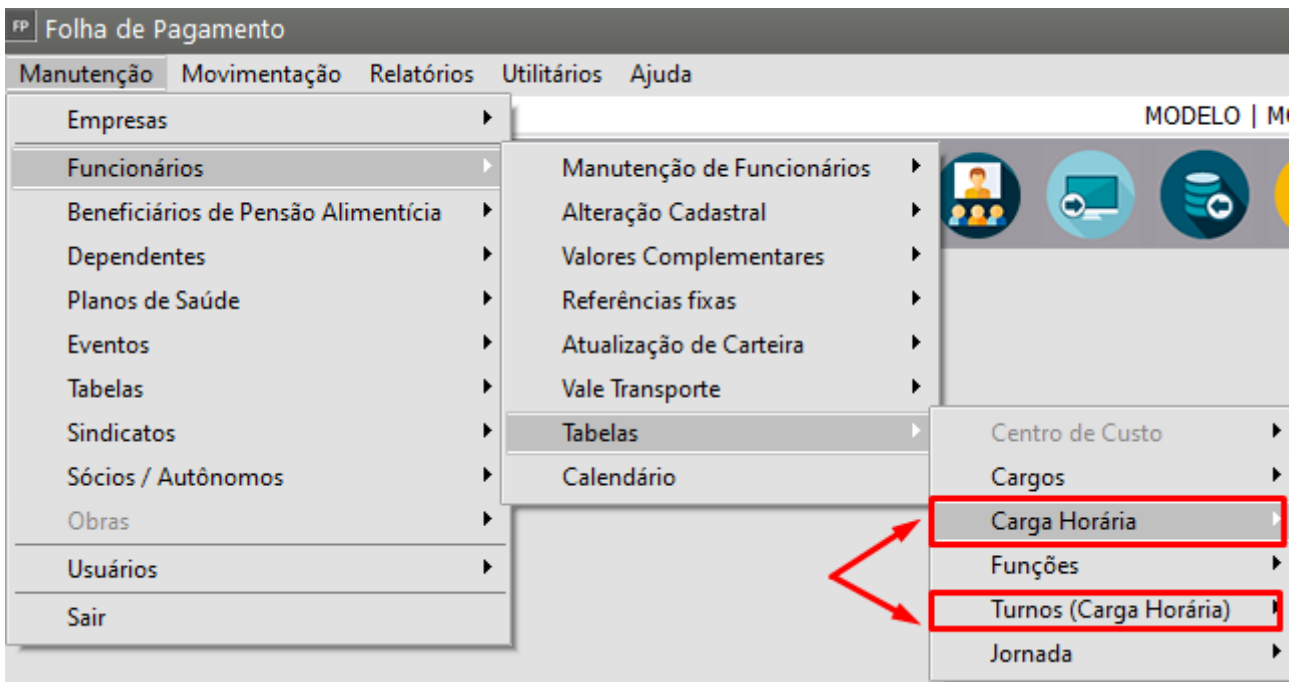 FP Folha de Pagamento
Manutenção Movimentação Relatórios Utilitários Ajuda
MODELO | M
Empresas
Funcionários
Beneficiários de Pensão Alimentícia
Dependentes
Planos de Saúde
Eventos
Tabelas
Sindicatos
Sócios / Autônomos
Obras
Usuários
Sair
Manutenção de Funcionários
Alteração Cadastral
Valores Complementares
Referências fixas
Atualização de Carteira
Vale Transporte
Tabelas
Calendário
Centro de Custo
Cargos
Carga Horária
Funções
Turnos (Carga Horária)
Jornada